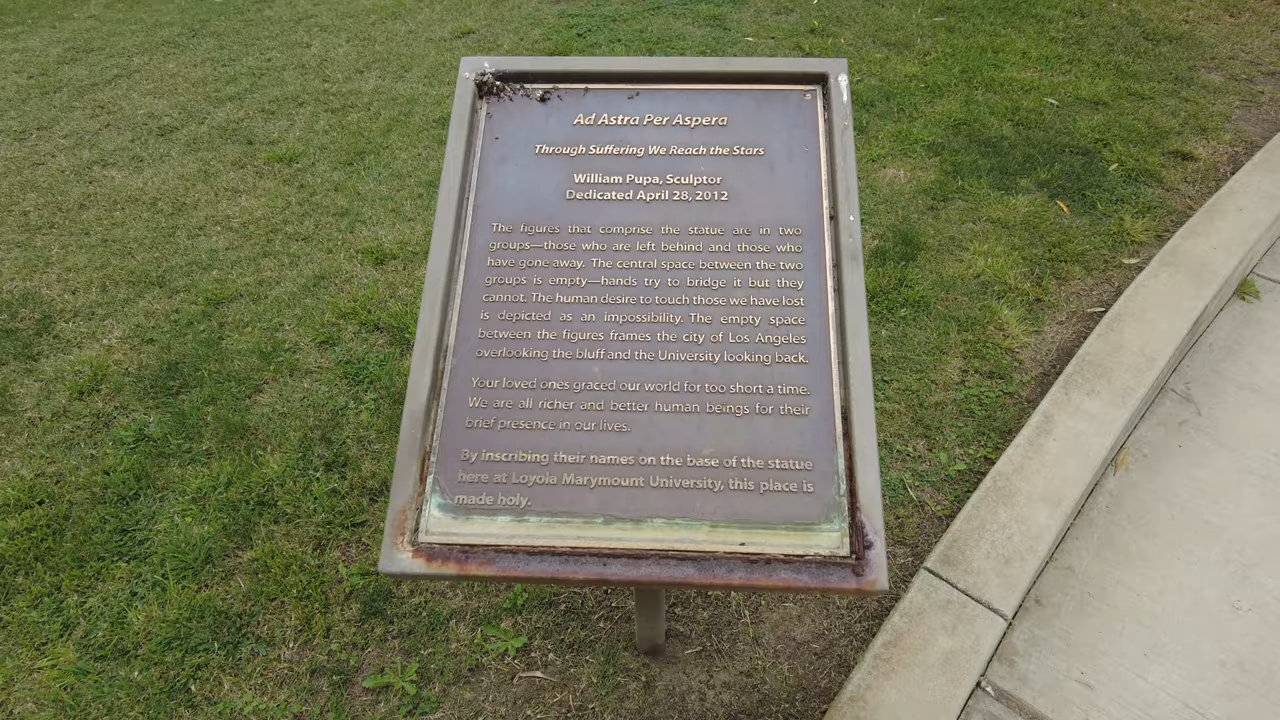 Ad Astra Per Aspera
Through Suffering We Reach the Stars
William Pupa, Sculptor
Dedicated April 28, 2012
The figures that comprise the statue are in two
groups—those who are left behind and those who
have gone away. The central space between the two
groups is empty—hands try to bridge it but they
cannot. The human desire to touch those we have lost
is depicted as an impossibility. The empty space
between the figures frames the city of Los Angeles
overlooking the bluff and the University looking back.
Your loved ones graced our world for too short a time.
We are all richer and better human beings for their
brief presence in our lives.
By inscribing their names on the base of the statue
here at Loyola Marymount University, this place is
made holy.